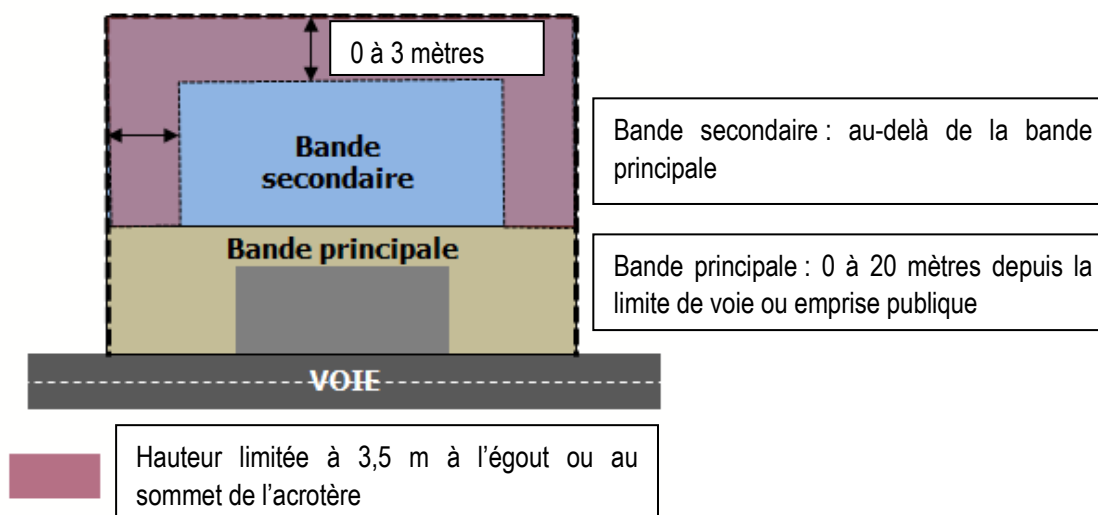 0 à 3 mètres
Bande
secondaire
Bande secondaire : au-delà de la bande
principale
Bande principale
Bande principale : 0 à 20 mètres depuis la
limite de voie ou emprise publique
VOIE
Hauteur limitée à 3,5 m à l’égout ou au
sommet de l’acrotère